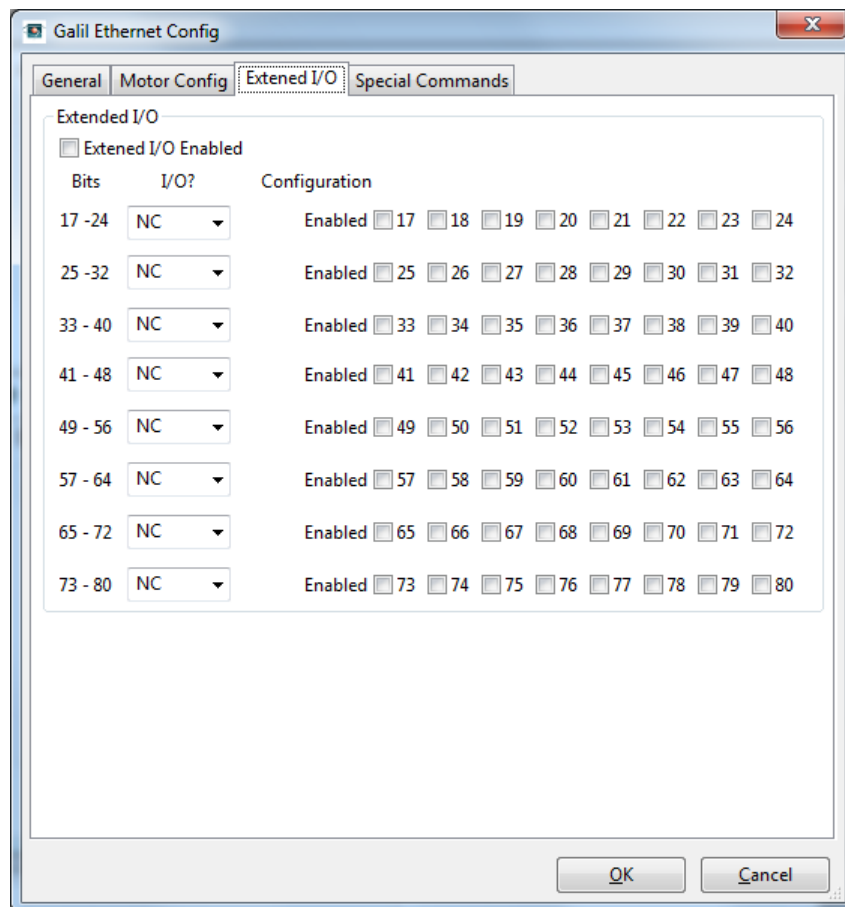 Galil Ethernet Config
General Motor Config Extened I/O Special Commands
Extended I/O
Extened I/O Enabled
Bits I/O? Configuration
17 -24 NC Enabled 17 18 19 20 21 22 23 24
25 -32 NC Enabled 25 26 27 28 29 30 31 32
33 - 40 NC Enabled 33 34 35 36 37 38 39 40
41 - 48 NC Enabled 41 42 43 44 45 46 47 48
49 - 56 NC Enabled 49 50 51 52 53 54 55 56
57 - 64 NC Enabled 57 58 59 60 61 62 63 64
65 - 72 NC Enabled 65 66 67 68 69 70 71 72
73 - 80 NC Enabled 73 74 75 76 77 78 79 80
OK Cancel